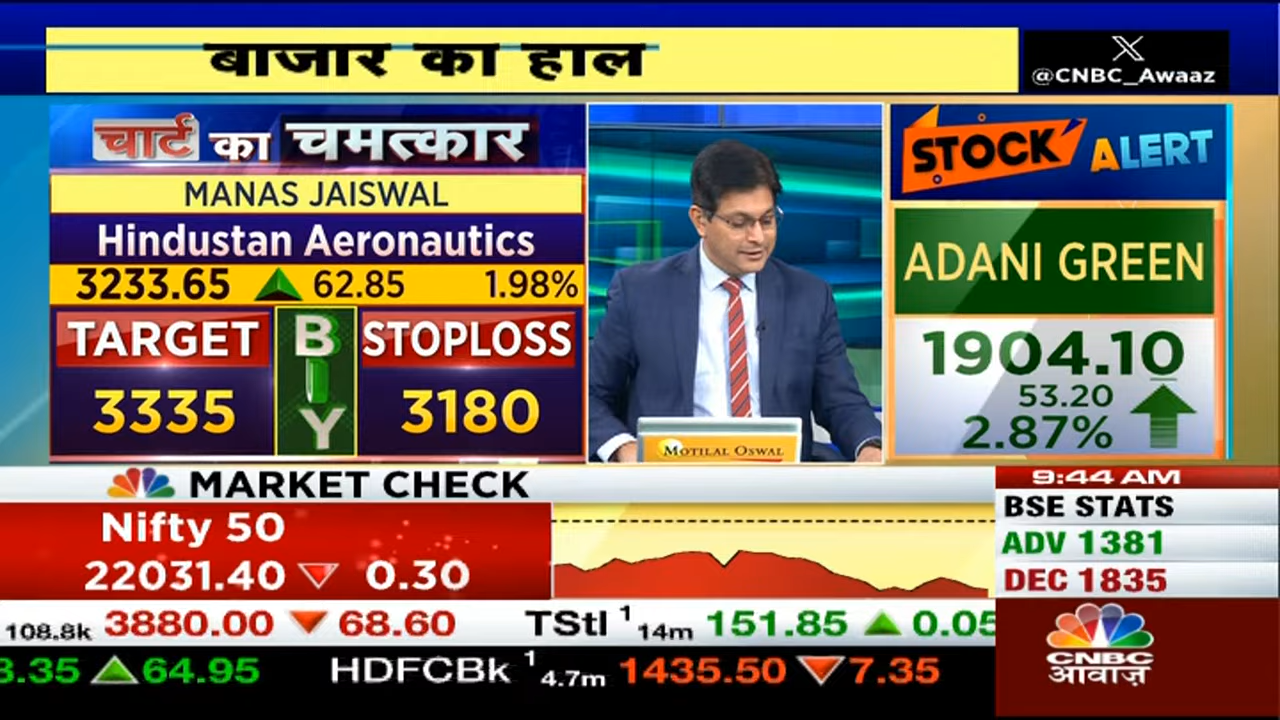 बाजार का हाल
@CNBC_Awaaz
चार्ट का चमत्कार
MANAS JAISWAL
Hindustan Aeronautics
3233.65 62.85 1.98%
TARGET
3335
BUY
STOPLOSS
3180
MOTILAL OSWAL
STOCK ALERT
ADANI GREEN
1904.10
53.20
2.87%
MARKET CHECK
Nifty 50
22031.40 0.30
9:44 AM
BSE STATS
ADV 1381
DEC 1835
108.8k 3880.00 68.60 TStl 1 14m 151.85 0.05
3.35 64.95 HDFCBk 1 4.7m 1435.50 7.35
CNBC
आवाज़